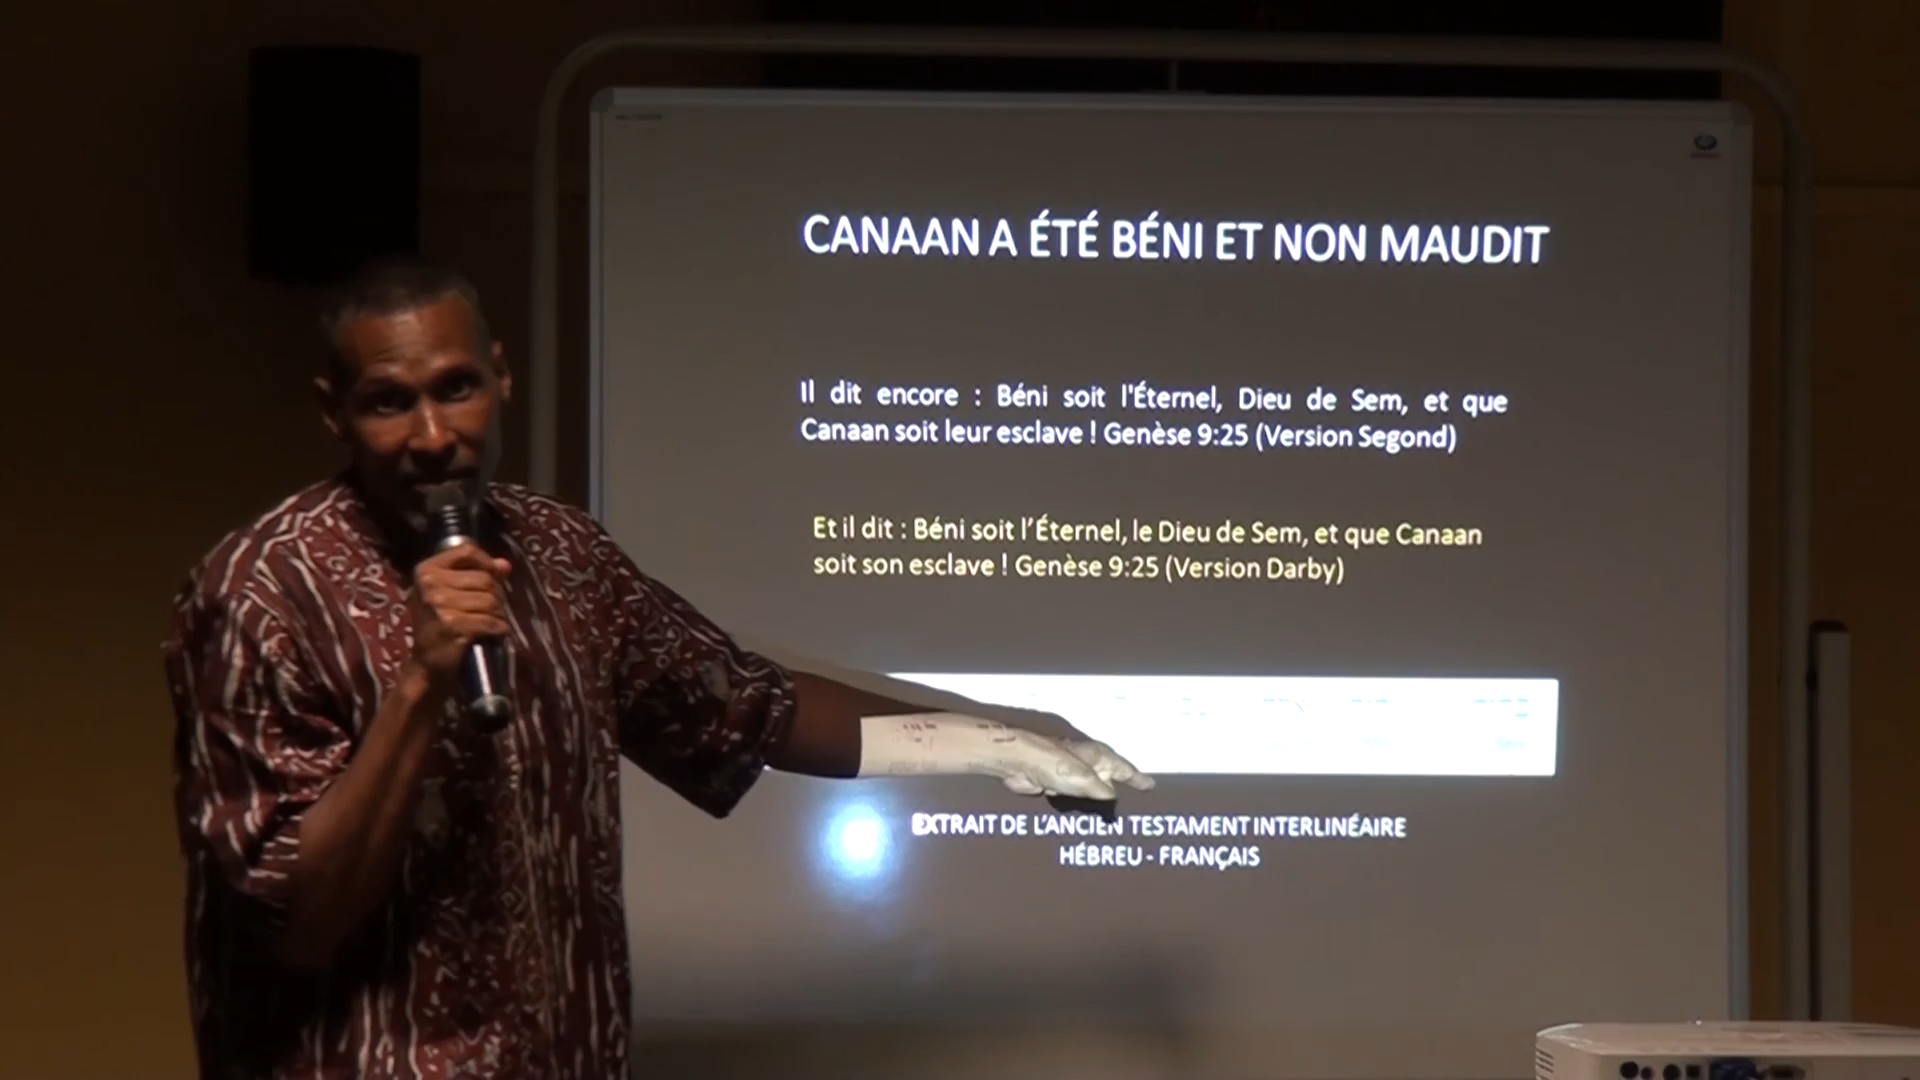 CANAAN A ÉTÉ BÉNI ET NON MAUDIT
Il dit encore : Béni soit l'Éternel, Dieu de Sem, et que
Canaan soit leur esclave ! Genèse 9:25 (Version Segond)
Et il dit : Béni soit l’Éternel, le Dieu de Sem, et que Canaan
soit son esclave ! Genèse 9:25 (Version Darby)
EXTRAIT DE L’ANCIEN TESTAMENT INTERLINÉAIRE
HÉBREU - FRANÇAIS